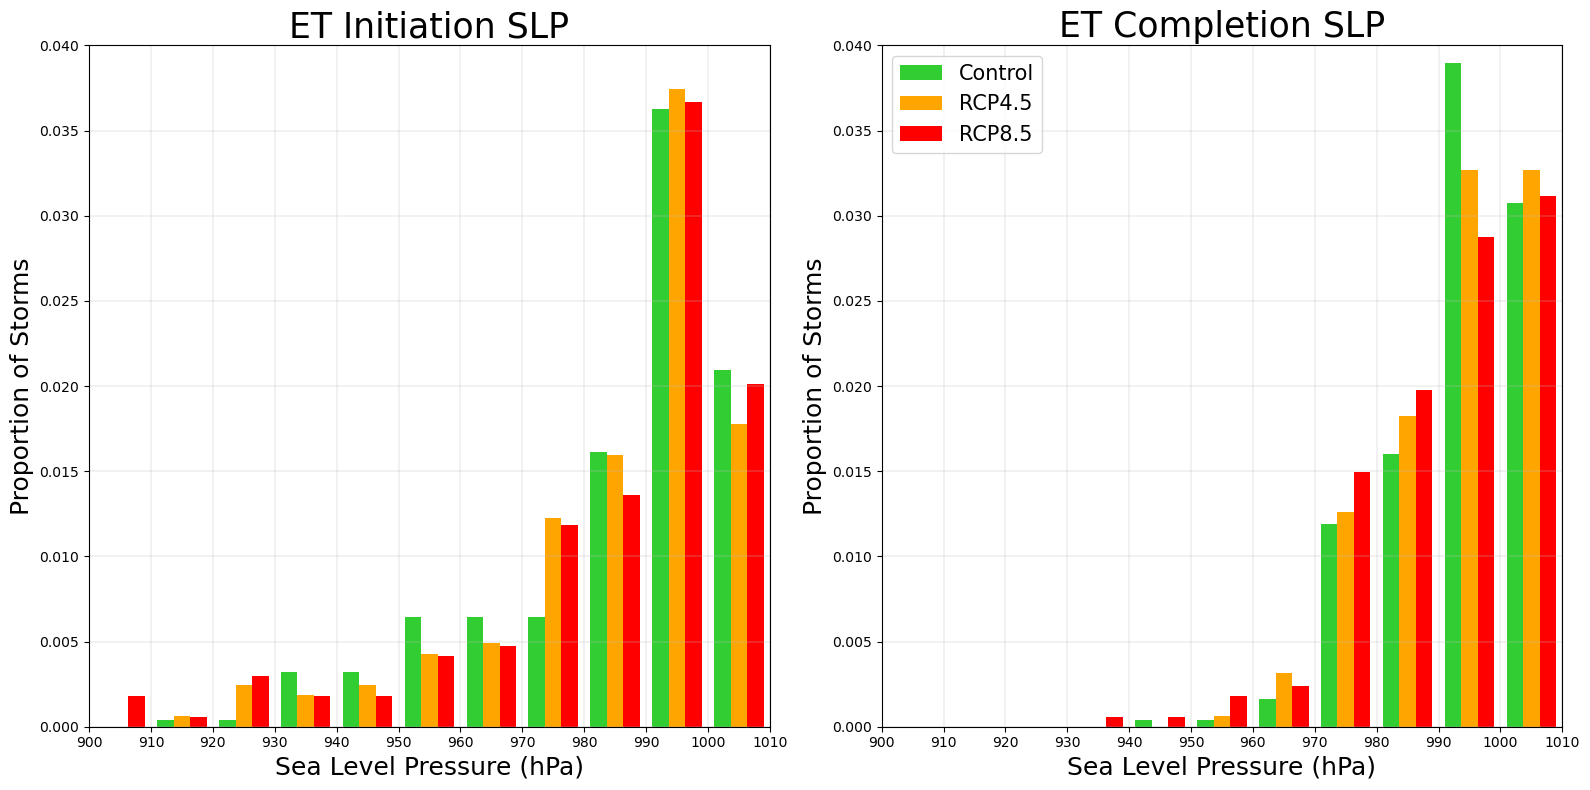 ET Initiation SLP
0.040
0.035
0.030
0.025
0.020
0.015
0.010
0.005
0.000
Proportion of Storms
900 910 920 930 940 950 960 970 980 990 1000 1010
Sea Level Pressure (hPa)
ET Completion SLP
Control
RCP4.5
RCP8.5
0.040
0.035
0.030
0.025
0.020
0.015
0.010
0.005
0.000
Proportion of Storms
900 910 920 930 940 950 960 970 980 990 1000 1010
Sea Level Pressure (hPa)